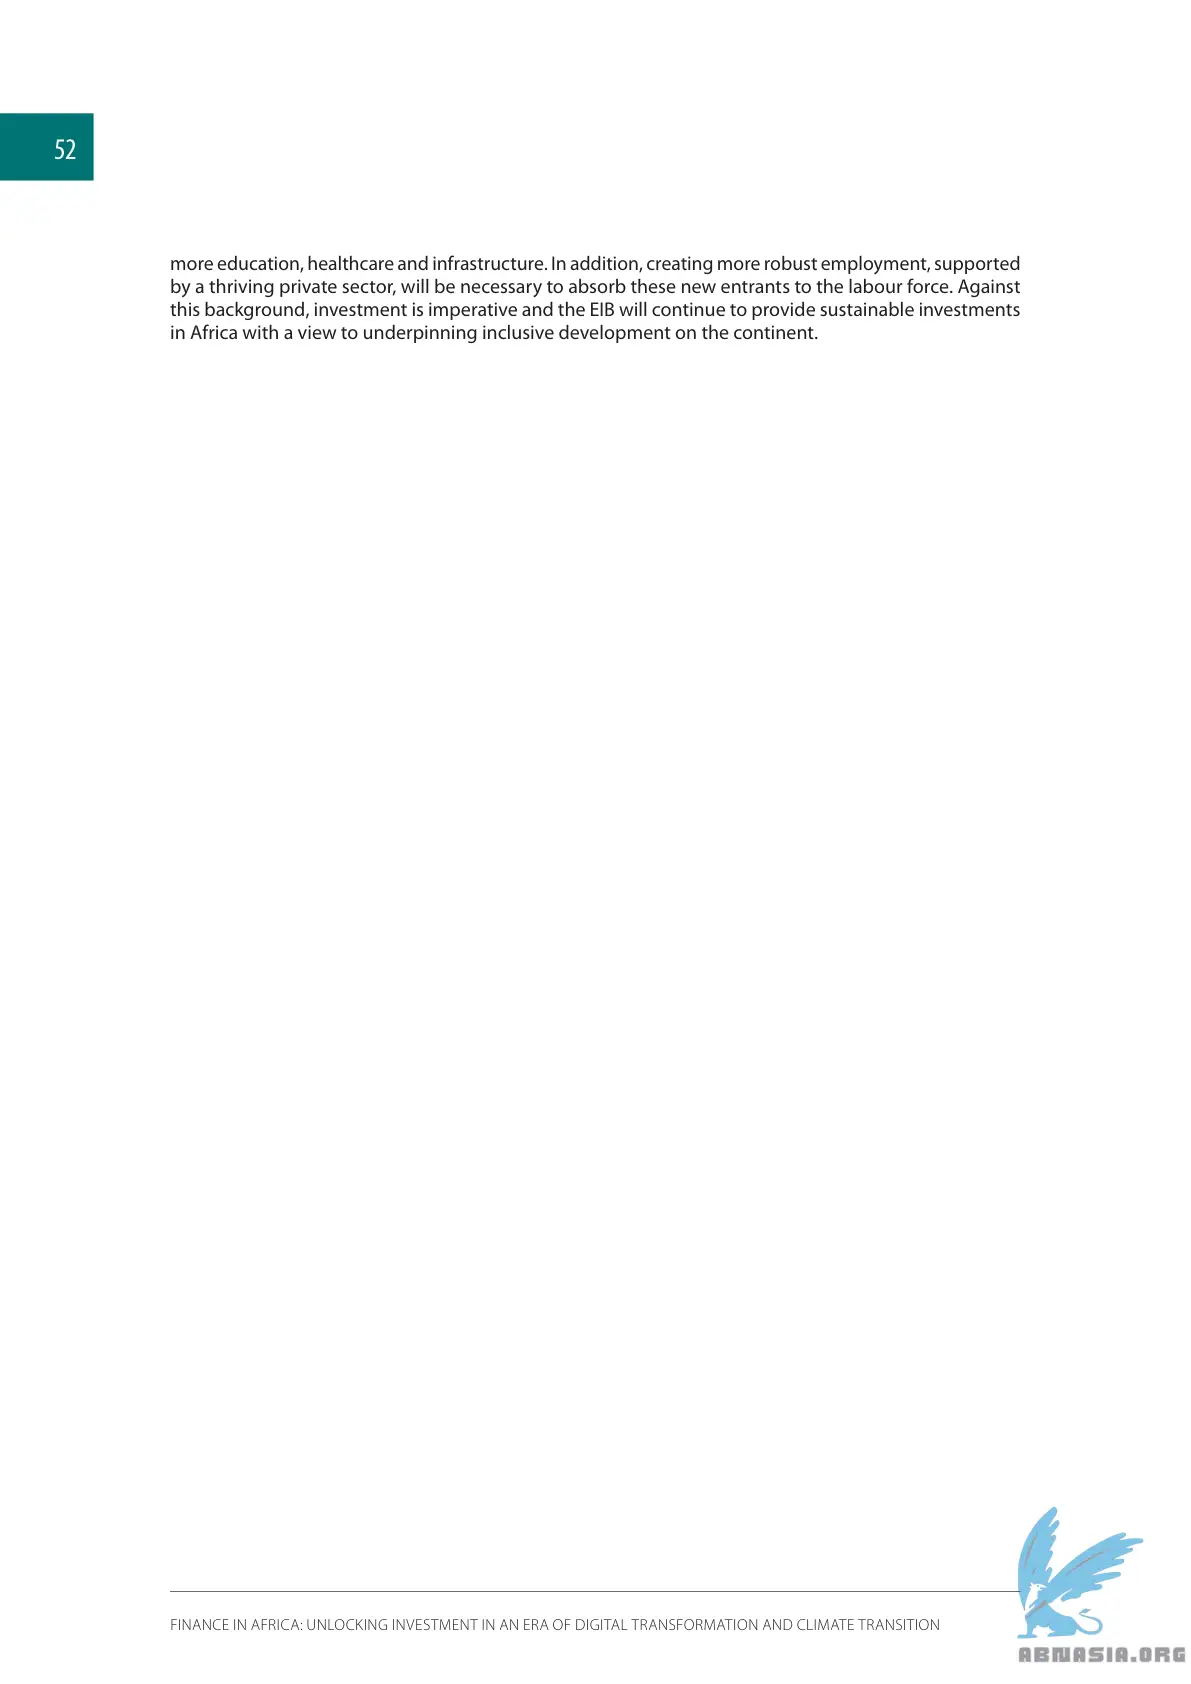 52
more education, healthcare and infrastructure. In addition, creating more robust employment, supported
by a thriving private sector, will be necessary to absorb these new entrants to the labour force. Against
this background, investment is imperative and the EIB will continue to provide sustainable investments
in Africa with a view to underpinning inclusive development on the continent.
FINANCE IN AFRICA: UNLOCKING INVESTMENT IN AN ERA OF DIGITAL TRANSFORMATION AND CLIMATE TRANSITION
ABNASIA.ORG